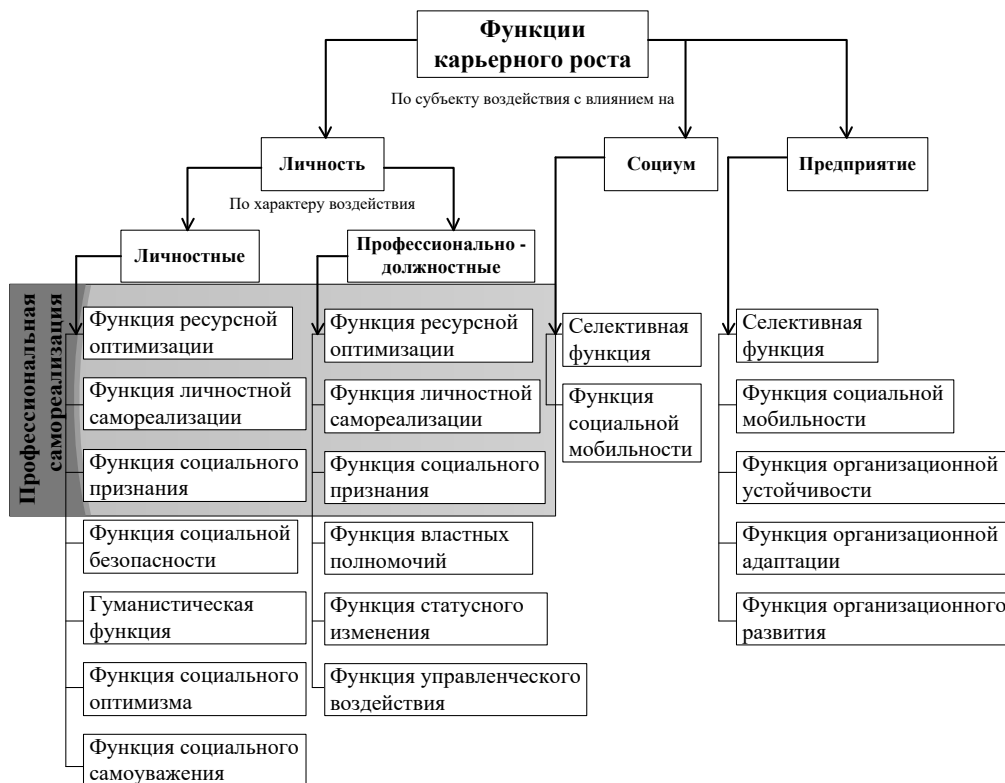 Функции
карьерного роста
По субъекту воздействия с влиянием на
Личность
Социум
Предприятие
По характеру воздействия
Личностные
Профессионально -
должностные
Профессиональная
самореализация
Функция ресурсной
оптимизации
Функция личностной
самореализации
Функция социального
признания
Функция социальной
безопасности
Гуманистическая
функция
Функция социального
оптимизма
Функция социального
самоуважения
Функция ресурсной
оптимизации
Функция личностной
самореализации
Функция социального
признания
Функция властных
полномочий
Функция статусного
изменения
Функция управленческого
воздействия
Селективная
функция
Функция
социальной
мобильности
Селективная
функция
Функция социальной
мобильности
Функция организационной
устойчивости
Функция организационной
адаптации
Функция организационного
развития